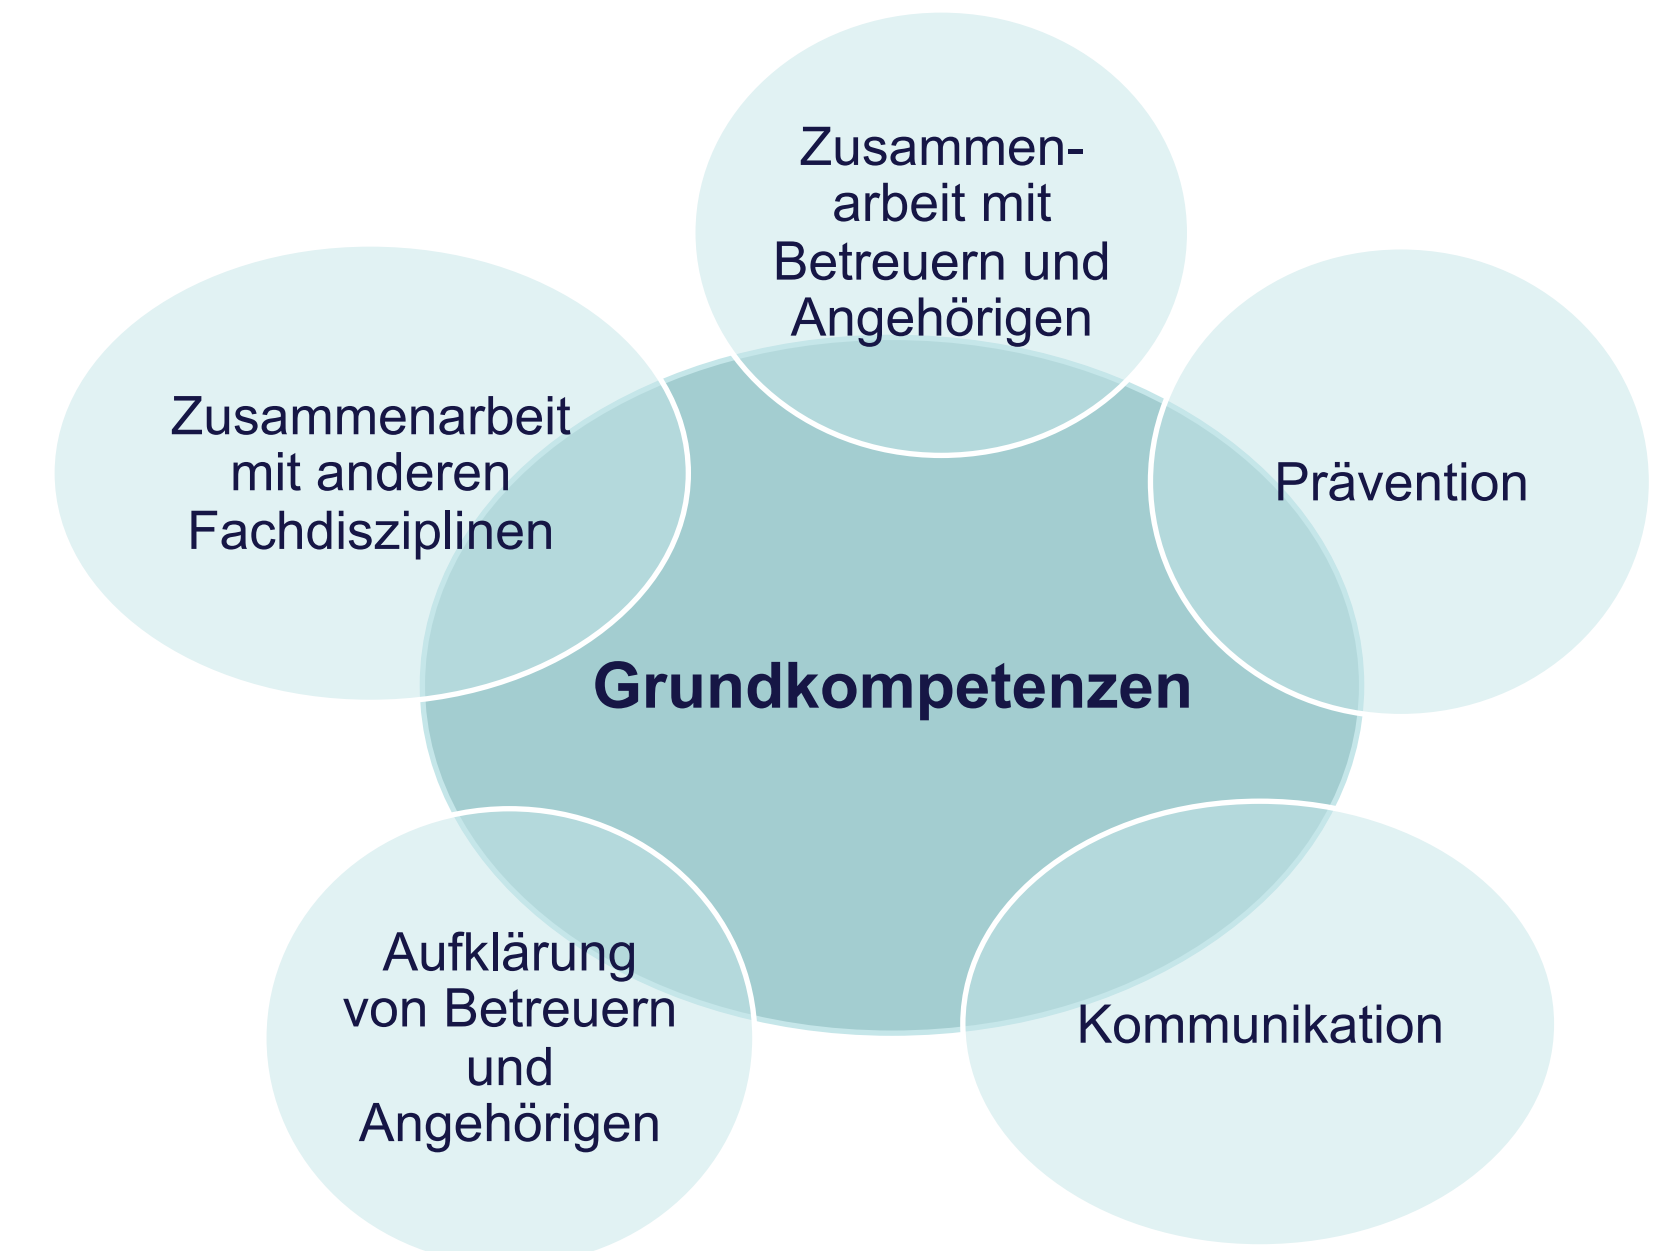 Zusammen-
arbeit mit
Betreuern und
Angehörigen
Zusammenarbeit
mit anderen
Fachdisziplinen
Prävention
Grundkompetenzen
Aufklärung
von Betreuern
und
Angehörigen
Kommunikation